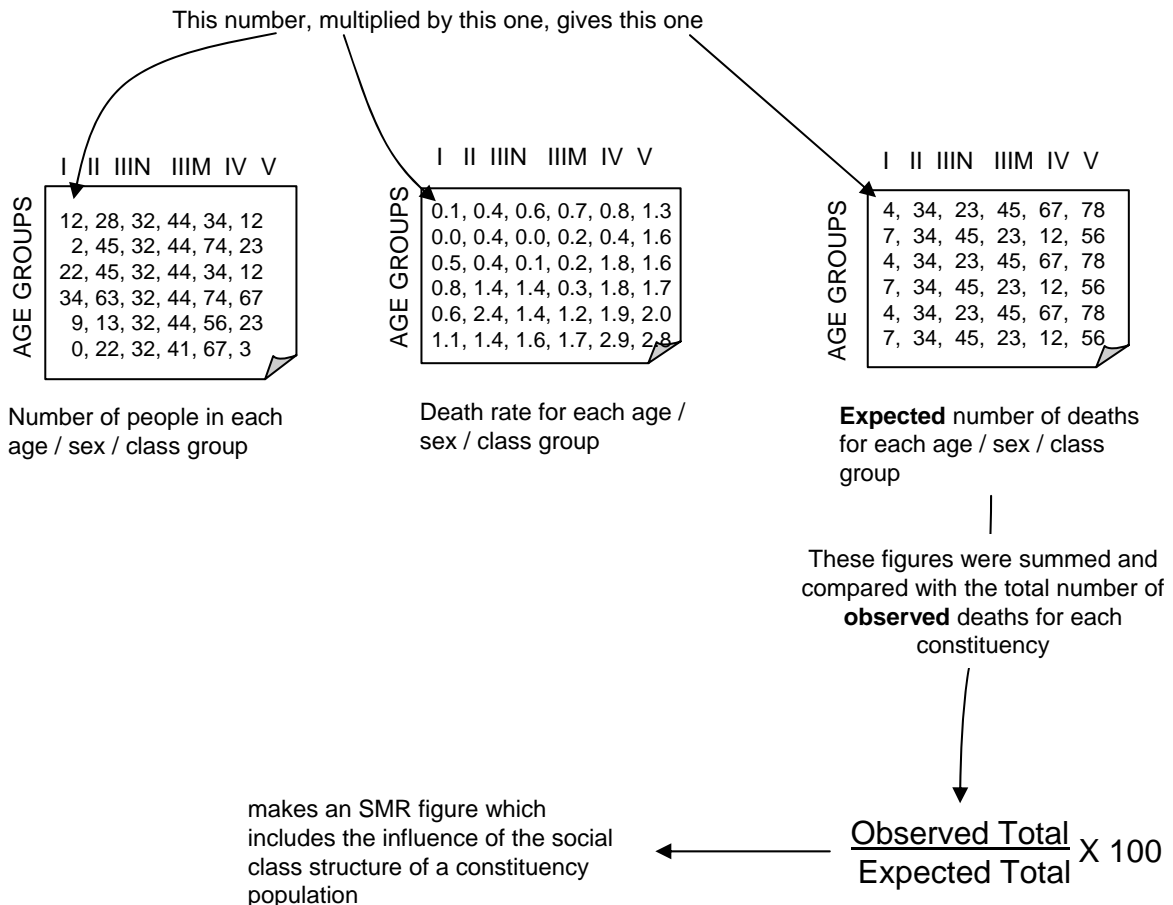 This number, multiplied by this one, gives this one
I II IIIN IIIM IV V
AGE GROUPS
12, 28, 32, 44, 34, 12
2, 45, 32, 44, 74, 23
22, 45, 32, 44, 34, 12
34, 63, 32, 44, 74, 67
9, 13, 32, 44, 56, 23
0, 22, 32, 41, 67, 3
Number of people in each
age / sex / class group
I II IIIN IIIM IV V
AGE GROUPS
0.1, 0.4, 0.6, 0.7, 0.8, 1.3
0.0, 0.4, 0.0, 0.2, 0.4, 1.6
0.5, 0.4, 0.1, 0.2, 1.8, 1.6
0.8, 1.4, 1.4, 0.3, 1.8, 1.7
0.6, 2.4, 1.4, 1.2, 1.9, 2.0
1.1, 1.4, 1.6, 1.7, 2.9, 2.8
Death rate for each age /
sex / class group
I II IIIN IIIM IV V
AGE GROUPS
4, 34, 23, 45, 67, 78
7, 34, 45, 23, 12, 56
4, 34, 23, 45, 67, 78
7, 34, 45, 23, 12, 56
4, 34, 23, 45, 67, 78
7, 34, 45, 23, 12, 56
Expected number of deaths
for each age / sex / class
group
These figures were summed and
compared with the total number of
observed deaths for each
constituency
Observed Total
Expected Total
X 100
makes an SMR figure which
includes the influence of the social
class structure of a constituency
population